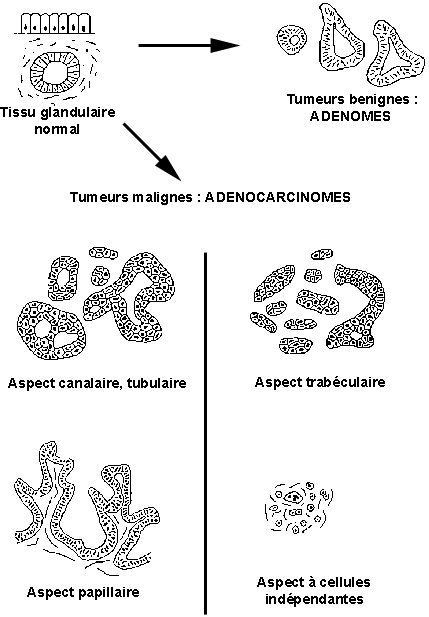 Tissu glandulaire
normal
Tumeurs benignes :
ADENOMES
Tumeurs malignes : ADENOCARCINOMES
Aspect canalaire, tubulaire
Aspect trabéculaire
Aspect papillaire
Aspect à cellules
indépendantes